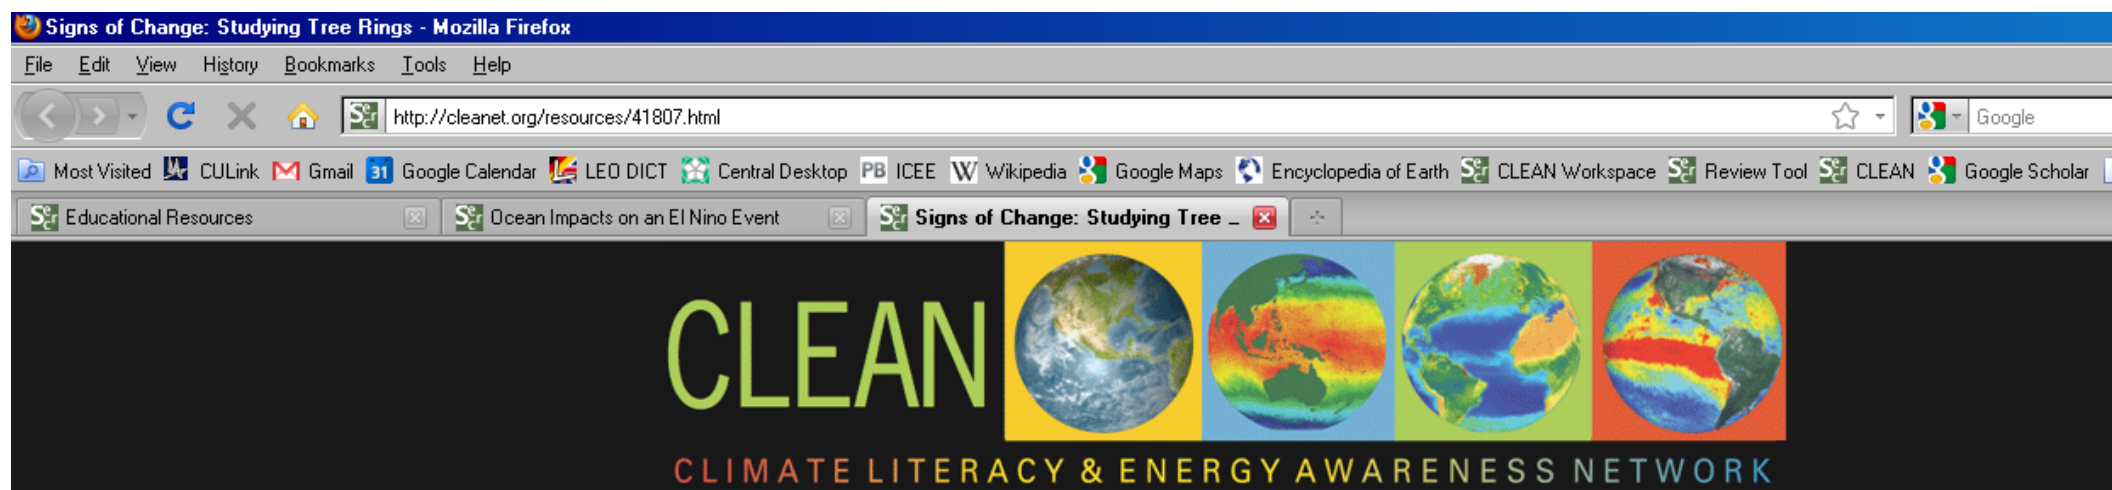 Signs of Change: Studying Tree Rings - Mozilla Firefox
File Edit View History Bookmarks Tools Help
http://cleanet.org/resources/41807.html Google
Most Visited CULink Gmail 31 Google Calendar LEO DICT Central Desktop PB ICEE W Wikipedia Google Maps Encyclopedia of Earth CLEAN Workspace Review Tool CLEAN Google Scholar
Educational Resources Ocean Impacts on an El Nino Event Signs of Change: Studying Tree ...
CLEAN
CLIMATE LITERACY & ENERGY AWARENESS NETWORK